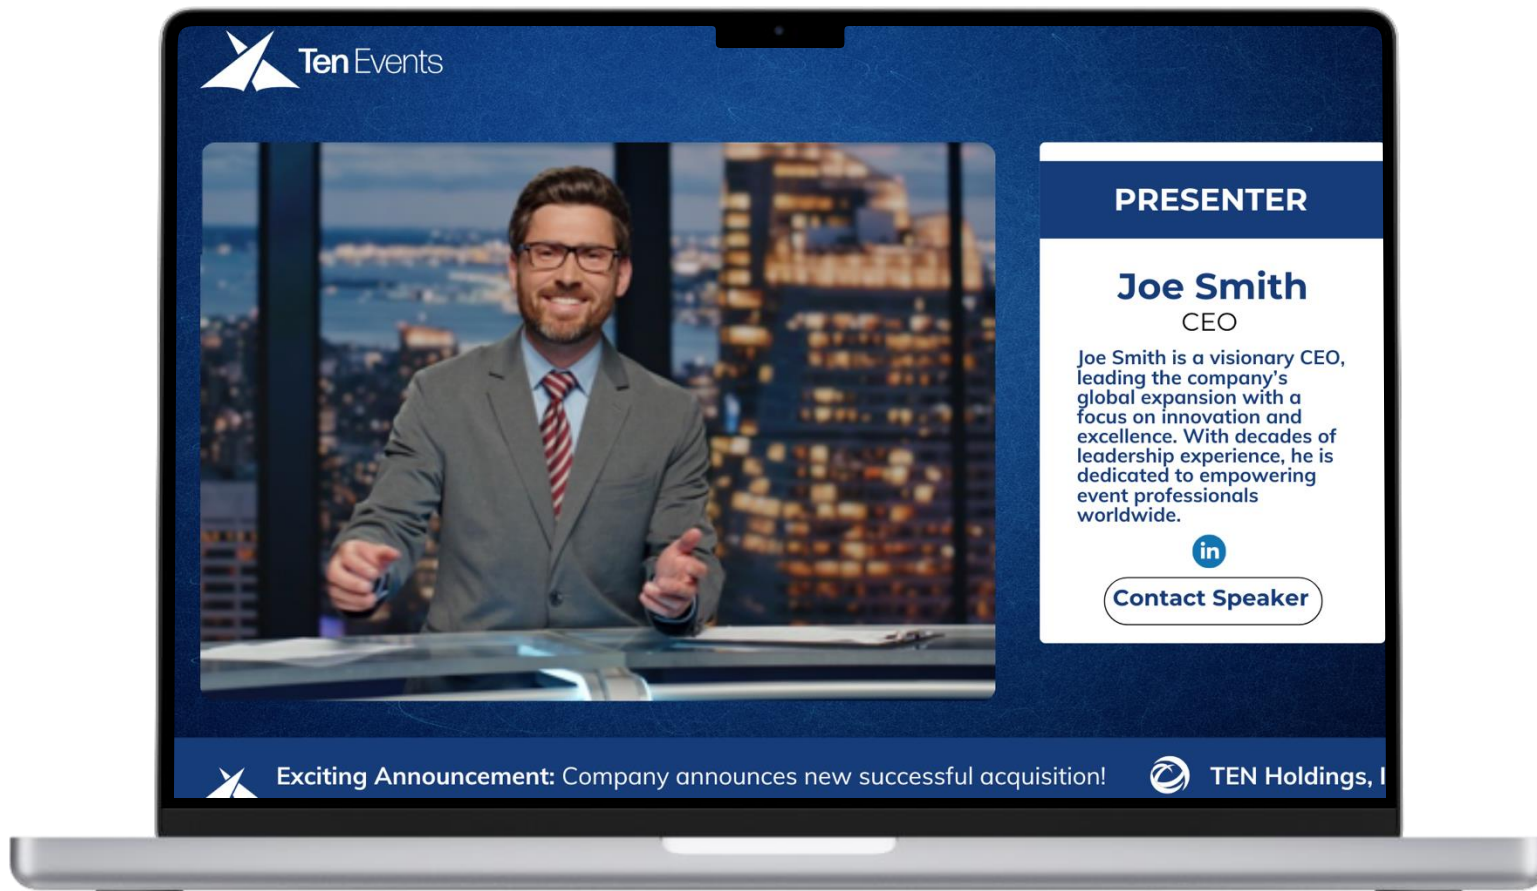 Ten Events
PRESENTER
Joe Smith
CEO
Joe Smith is a visionary CEO,
leading the company's
global expansion with a
focus on innovation and
excellence. With decades of
leadership experience, he is
dedicated to empowering
event professionals
worldwide.
in
Contact Speaker
Exciting Announcement: Company announces new successful acquisition!
TEN Holdings,